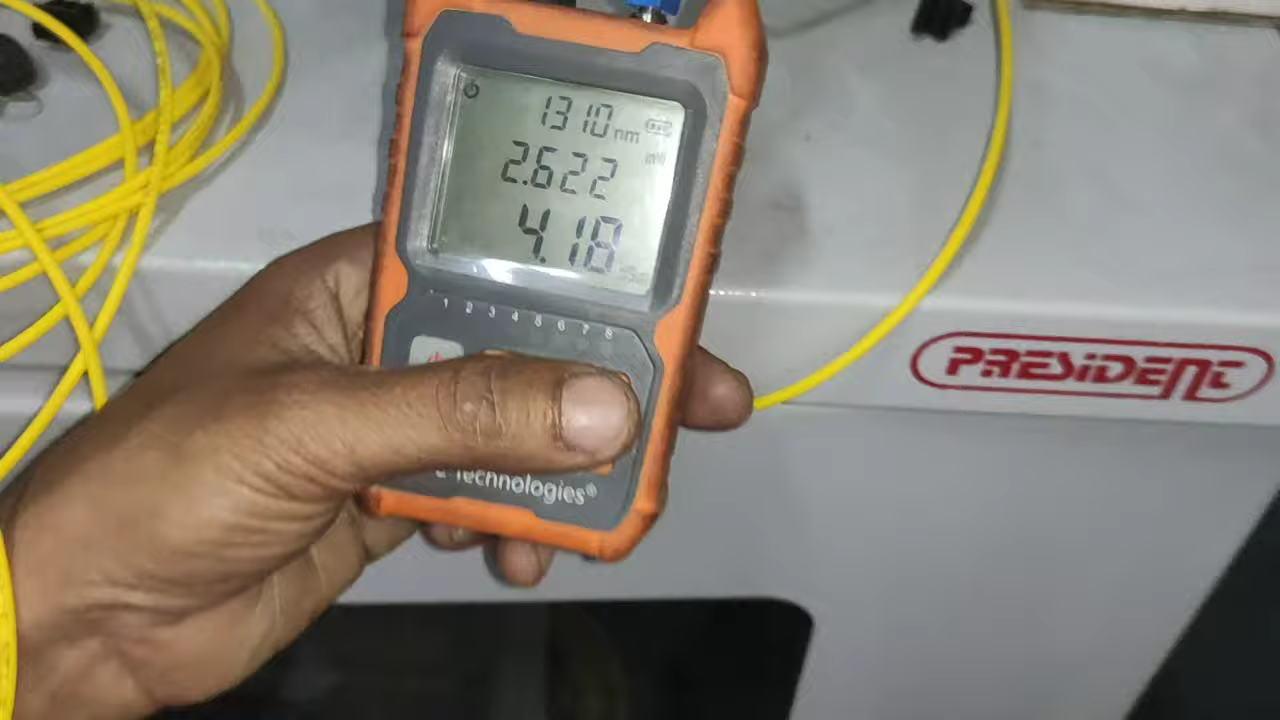 1310 nm
mW
2.622
4.18
1 2 3 4 5 6 7 8
Technologies®
PRESIDENT